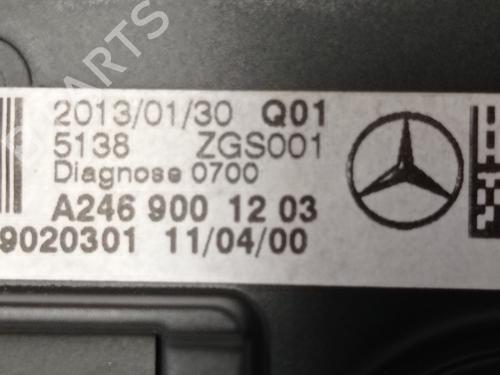 2013/01/30 Q01
5138 ZGS001
Diagnose 0700
A246 900 12 03
9020301 11/04/00